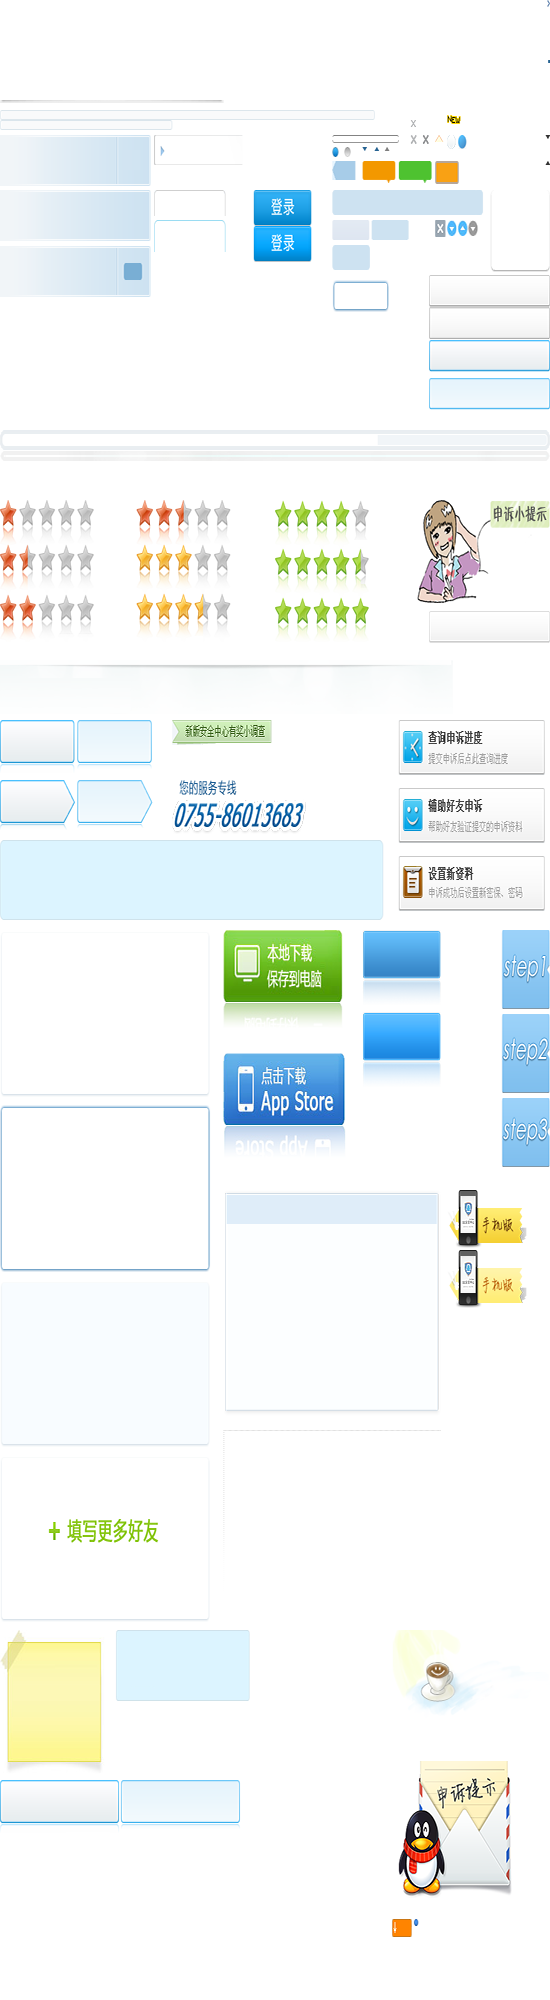 NEW
登录
登录
申诉小提示
新版安全中心有奖小调查
您的服务专线
0755-86013683
查询申诉进度
提交申诉后点此查询进度
辅助好友申诉
帮助好友验证提交的申诉资料
设置新资料
申诉成功后设置新密保、密码
本地下载
保存到电脑
点击下载
App Store
step1
step2
step3
手机版
手机版
+ 填写更多好友
申诉提示